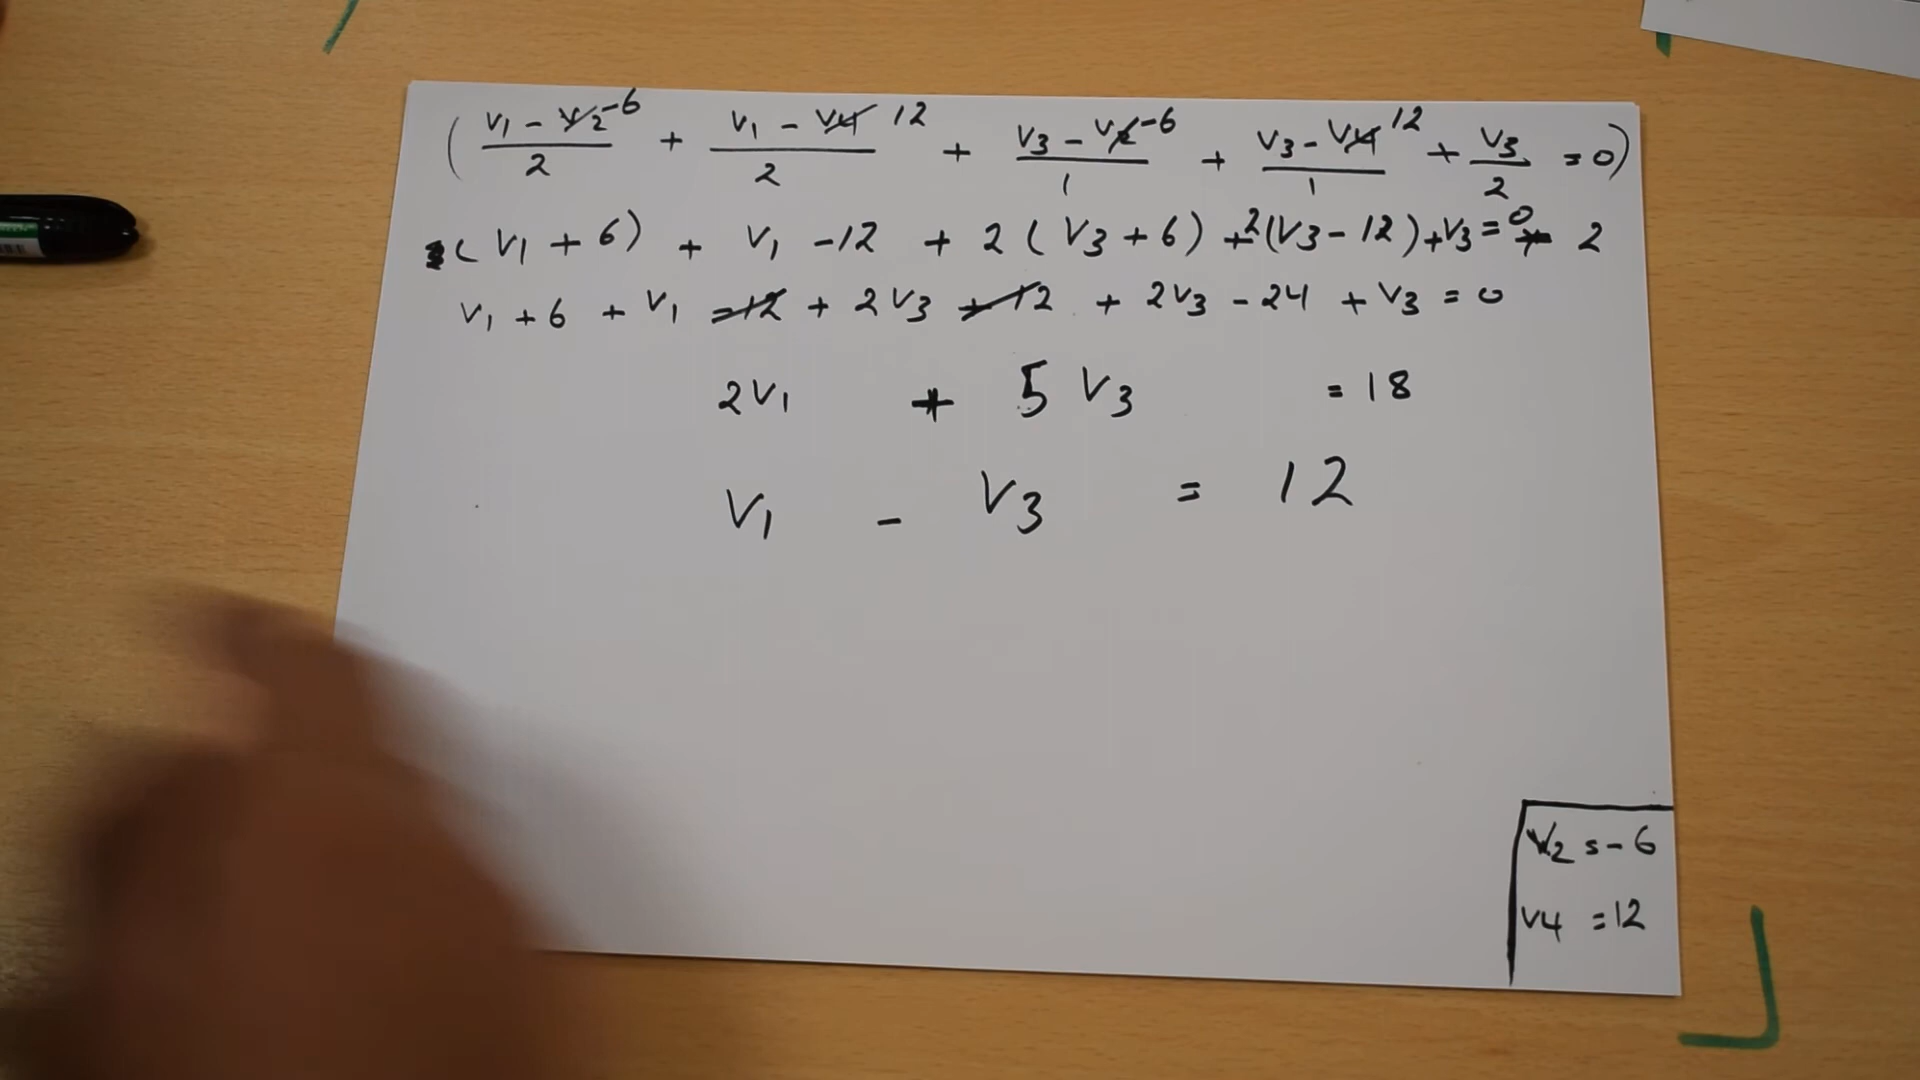 ( V1 - V2 -6 / 2 + V1 - V4 12 / 2 + V3 - V2 -6 / 1 + V3 - V4 12 / 1 + V3 / 2 = 0 )
( V1 + 6 ) + V1 - 12 + 2 ( V3 + 6 ) + 2 ( V3 - 12 ) + V3 = 0 * 2
V1 + 6 + V1 - 12 + 2V3 + 12 + 2V3 - 24 + V3 = 0
2V1 + 5V3 = 18
V1 - V3 = 12
V2 = -6
V4 = 12